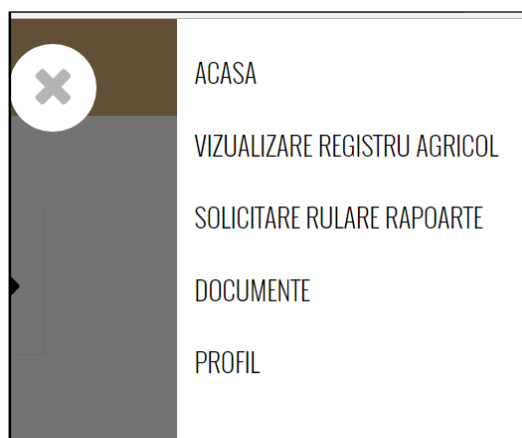 ACASA
VIZUALIZARE REGISTRU AGRICOL
SOLICITARE RULARE RAPOARTE
DOCUMENTE
PROFIL